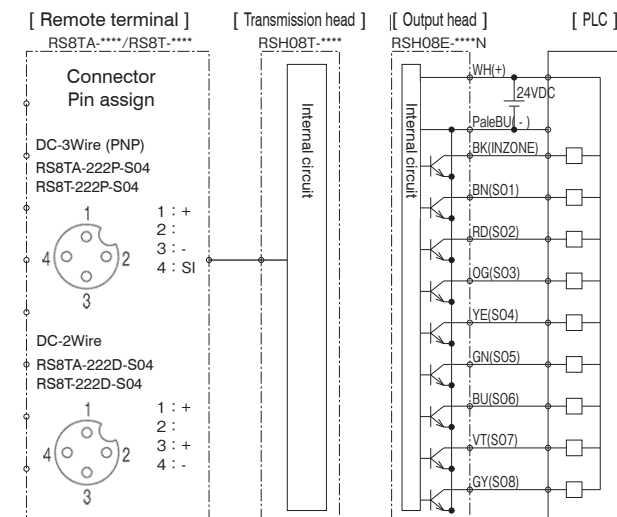 [ Remote terminal ]
RS8TA-****/RS8T-****
Connector
Pin assign
DC-3Wire (PNP)
RS8TA-222P-S04
RS8T-222P-S04
1
4
2
3
1 : +
2 :
3 : -
4 : SI
DC-2Wire
RS8TA-222D-S04
RS8T-222D-S04
1
4
2
3
1 : +
2 :
3 : +
4 : -
[ Transmission head ]
RSH08T-****
Internal circuit
[ Output head ]
RSH08E-****N
Internal circuit
[ PLC ]
WH(+)
24VDC
PaleBU( - )
BK(INZONE)
BN(SO1)
RD(SO2)
OG(SO3)
YE(SO4)
GN(SO5)
BU(SO6)
VT(SO7)
GY(SO8)